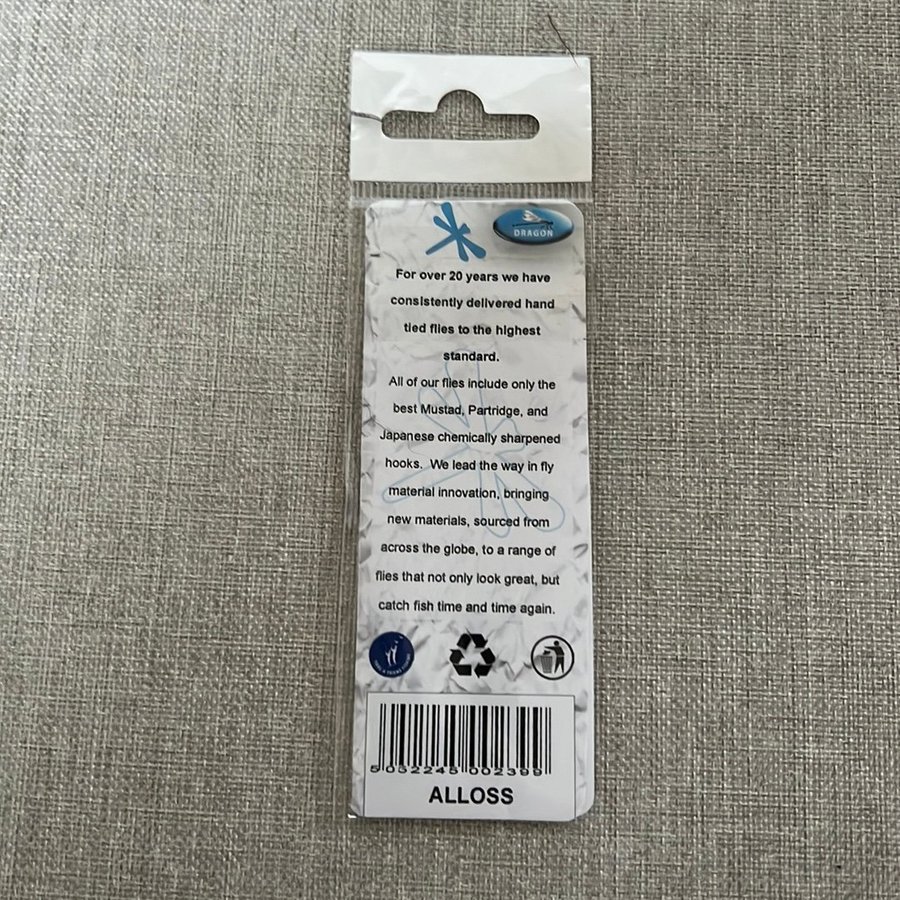 DRAGON
For over 20 years we have
consistently delivered hand
tied flies to the highest
standard.
All of our flies include only the
best Mustad, Partridge, and
Japanese chemically sharpened
hooks. We lead the way in fly
material innovation, bringing
new materials, sourced from
across the globe, to a range of
flies that not only look great, but
catch fish time and time again.
5 032245 002399
ALLOSS